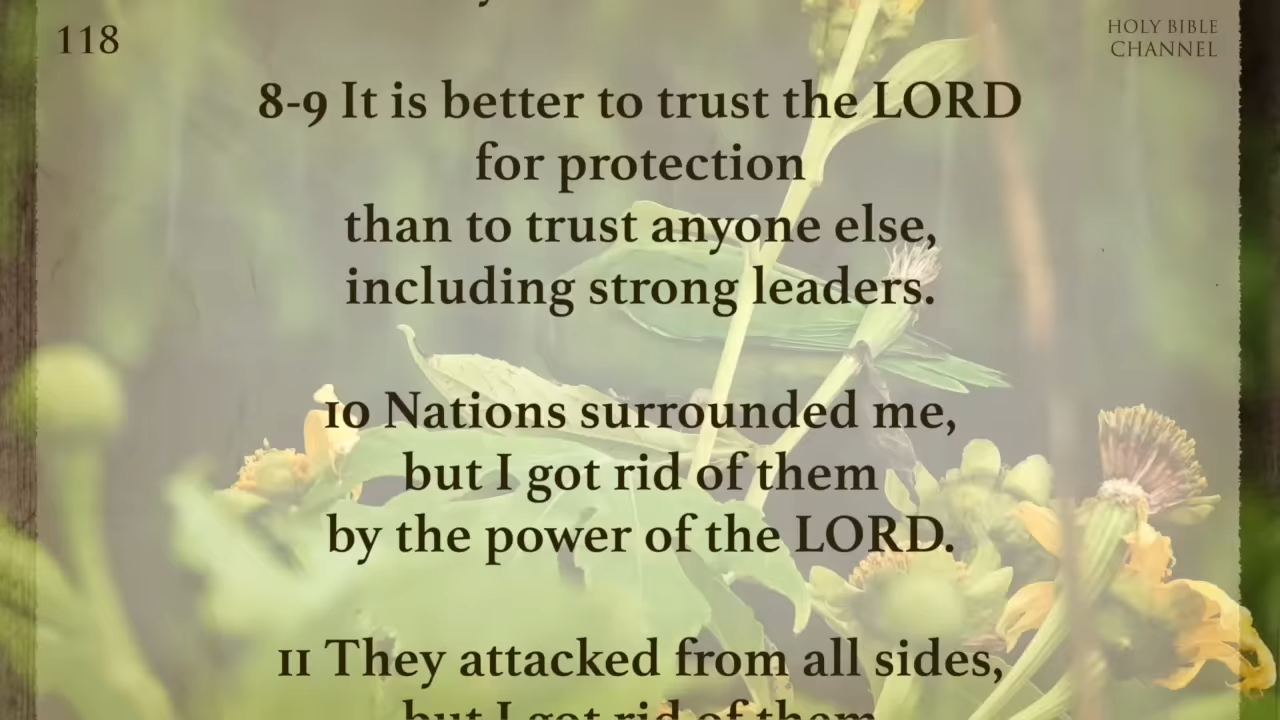 118
HOLY BIBLE
CHANNEL
8-9 It is better to trust the LORD
for protection
than to trust anyone else,
including strong leaders.
10 Nations surrounded me,
but I got rid of them
by the power of the LORD.
11 They attacked from all sides,
but I got rid of them